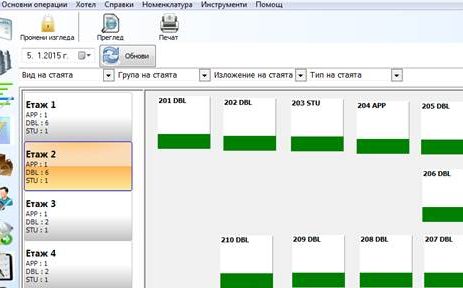 Основни операции Хотел Справки Номенклатура Инструменти Помощ
Промени изгледа Преглед Печат
5. 1.2015 г. Обнови
Вид на стаята Група на стаята Изложение на стаята Тип на стаята
Етаж 1
APP : 1
DBL : 6
STU : 1
Етаж 2
APP : 1
DBL : 6
STU : 1
Етаж 3
APP : 1
DBL : 2
STU : 1
Етаж 4
APP : 1
DBL : 2
STU : 1
201 DBL 202 DBL 203 STU 204 APP 205 DBL
206 DBL
210 DBL 209 DBL 208 DBL 207 DBL